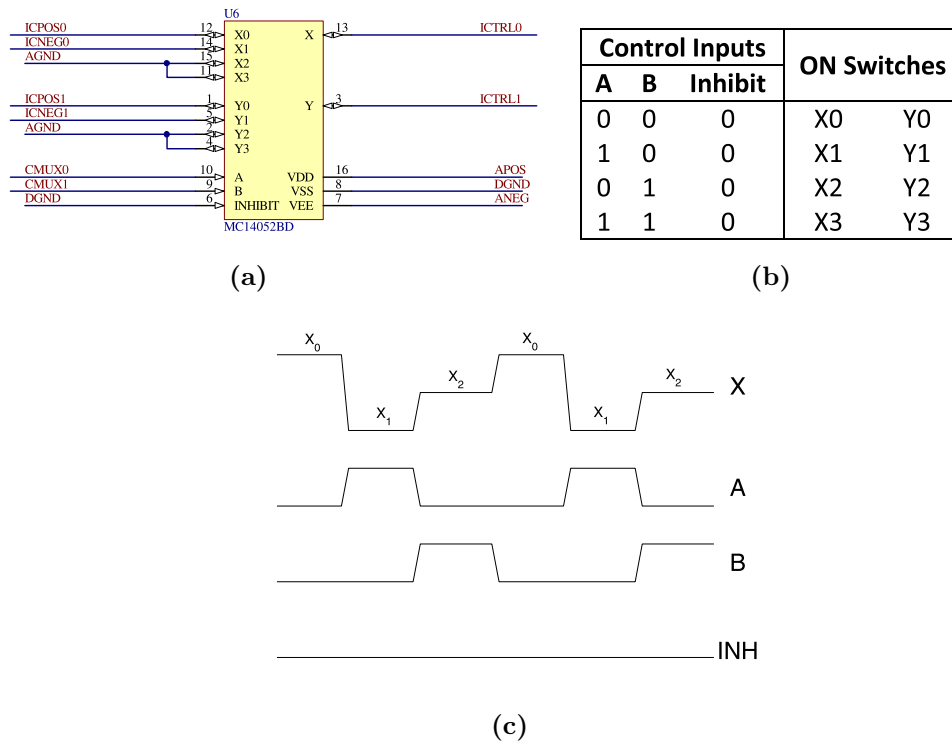 U6
ICPOS0 12 X0 X 13 ICTRL0
ICNEG0 14 X1
AGND 15 X2
11 X3
ICPOS1 1 Y0 Y 3 ICTRL1
ICNEG1 5 Y1
AGND 2 Y2
4 Y3
CMUX0 10 A VDD 16 APOS
CMUX1 9 B VSS 8 DGND
DGND 6 INHIBIT VEE 7 ANEG
MC14052BD
(a)
Control Inputs ON Switches
A B Inhibit
0 0 0 X0 Y0
1 0 0 X1 Y1
0 1 0 X2 Y2
1 1 0 X3 Y3
(b)
X0 X1 X2 X0 X1 X2 X
A
B
INH
(c)